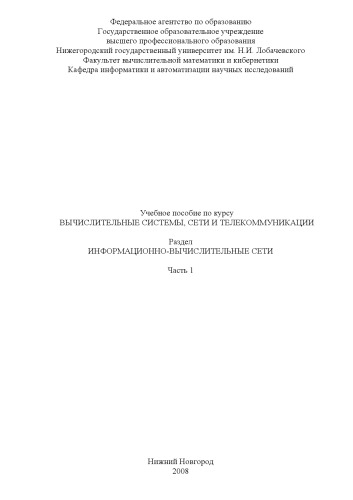 Федеральное агентство по образованию
Государственное образовательное учреждение
высшего профессионального образования
Нижегородский государственный университет им. Н.И. Лобачевского
Факультет вычислительной математики и кибернетики
Кафедра информатики и автоматизации научных исследований
Учебное пособие по курсу
ВЫЧИСЛИТЕЛЬНЫЕ СИСТЕМЫ, СЕТИ И ТЕЛЕКОММУНИКАЦИИ
Раздел
ИНФОРМАЦИОННО-ВЫЧИСЛИТЕЛЬНЫЕ СЕТИ
Часть 1
Нижний Новгород
2008